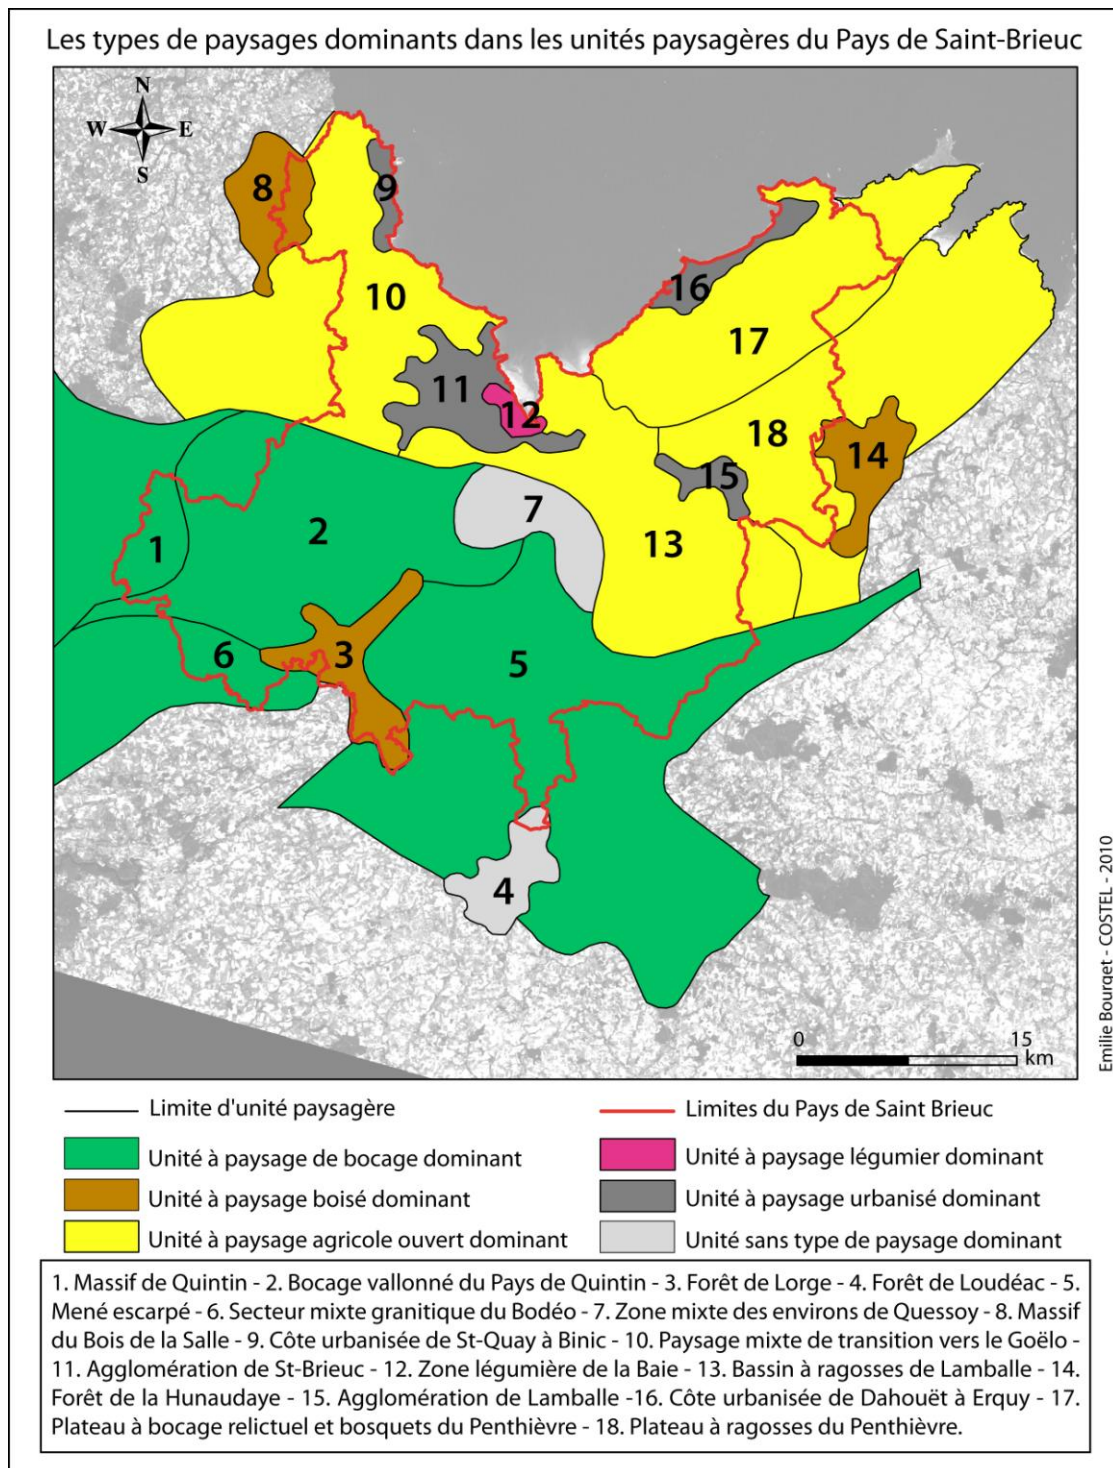 Les types de paysages dominants dans les unités paysagères du Pays de Saint-Brieuc
N
W E
S
8
9
10
16
17
11
12
18
14
15
7
2
13
1
6
3
5
4
0 15
km
Emilie Bourget - COSTEL - 2010
Limite d'unité paysagère
Limites du Pays de Saint Brieuc
Unité à paysage de bocage dominant
Unité à paysage légumier dominant
Unité à paysage boisé dominant
Unité à paysage urbanisé dominant
Unité à paysage agricole ouvert dominant
Unité sans type de paysage dominant
1. Massif de Quintin - 2. Bocage vallonné du Pays de Quintin - 3. Forêt de Lorge - 4. Forêt de Loudéac - 5.
Mené escarpé - 6. Secteur mixte granitique du Bodéo - 7. Zone mixte des environs de Quessoy - 8. Massif
du Bois de la Salle - 9. Côte urbanisée de St-Quay à Binic - 10. Paysage mixte de transition vers le Goëlo -
11. Agglomération de St-Brieuc - 12. Zone légumière de la Baie - 13. Bassin à ragosses de Lamballe - 14.
Forêt de la Hunaudaye - 15. Agglomération de Lamballe -16. Côte urbanisée de Dahouët à Erquy - 17.
Plateau à bocage relictuel et bosquets du Penthièvre - 18. Plateau à ragosses du Penthièvre.